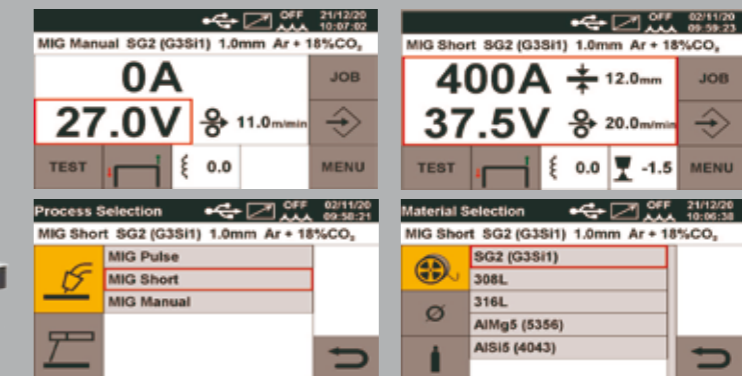 OFF 21/12/20
10:07:02
MIG Manual SG2 (G3Si1) 1.0mm Ar + 18%CO₂
0A
JOB
27.0V 11.0m/min
TEST 0.0 MENU
OFF 02/11/20
09:59:23
MIG Short SG2 (G3Si1) 1.0mm Ar + 18%CO₂
400A 12.0mm JOB
37.5V 20.0m/min
TEST 0.0 -1.5 MENU
Process Selection OFF 02/11/20
09:58:21
MIG Short SG2 (G3Si1) 1.0mm Ar + 18%CO₂
MIG Pulse
MIG Short
MIG Manual
Material Selection OFF 21/12/20
10:06:38
MIG Short SG2 (G3Si1) 1.0mm Ar + 18%CO₂
SG2 (G3Si1)
308L
316L
AlMg5 (5356)
AlSi5 (4043)